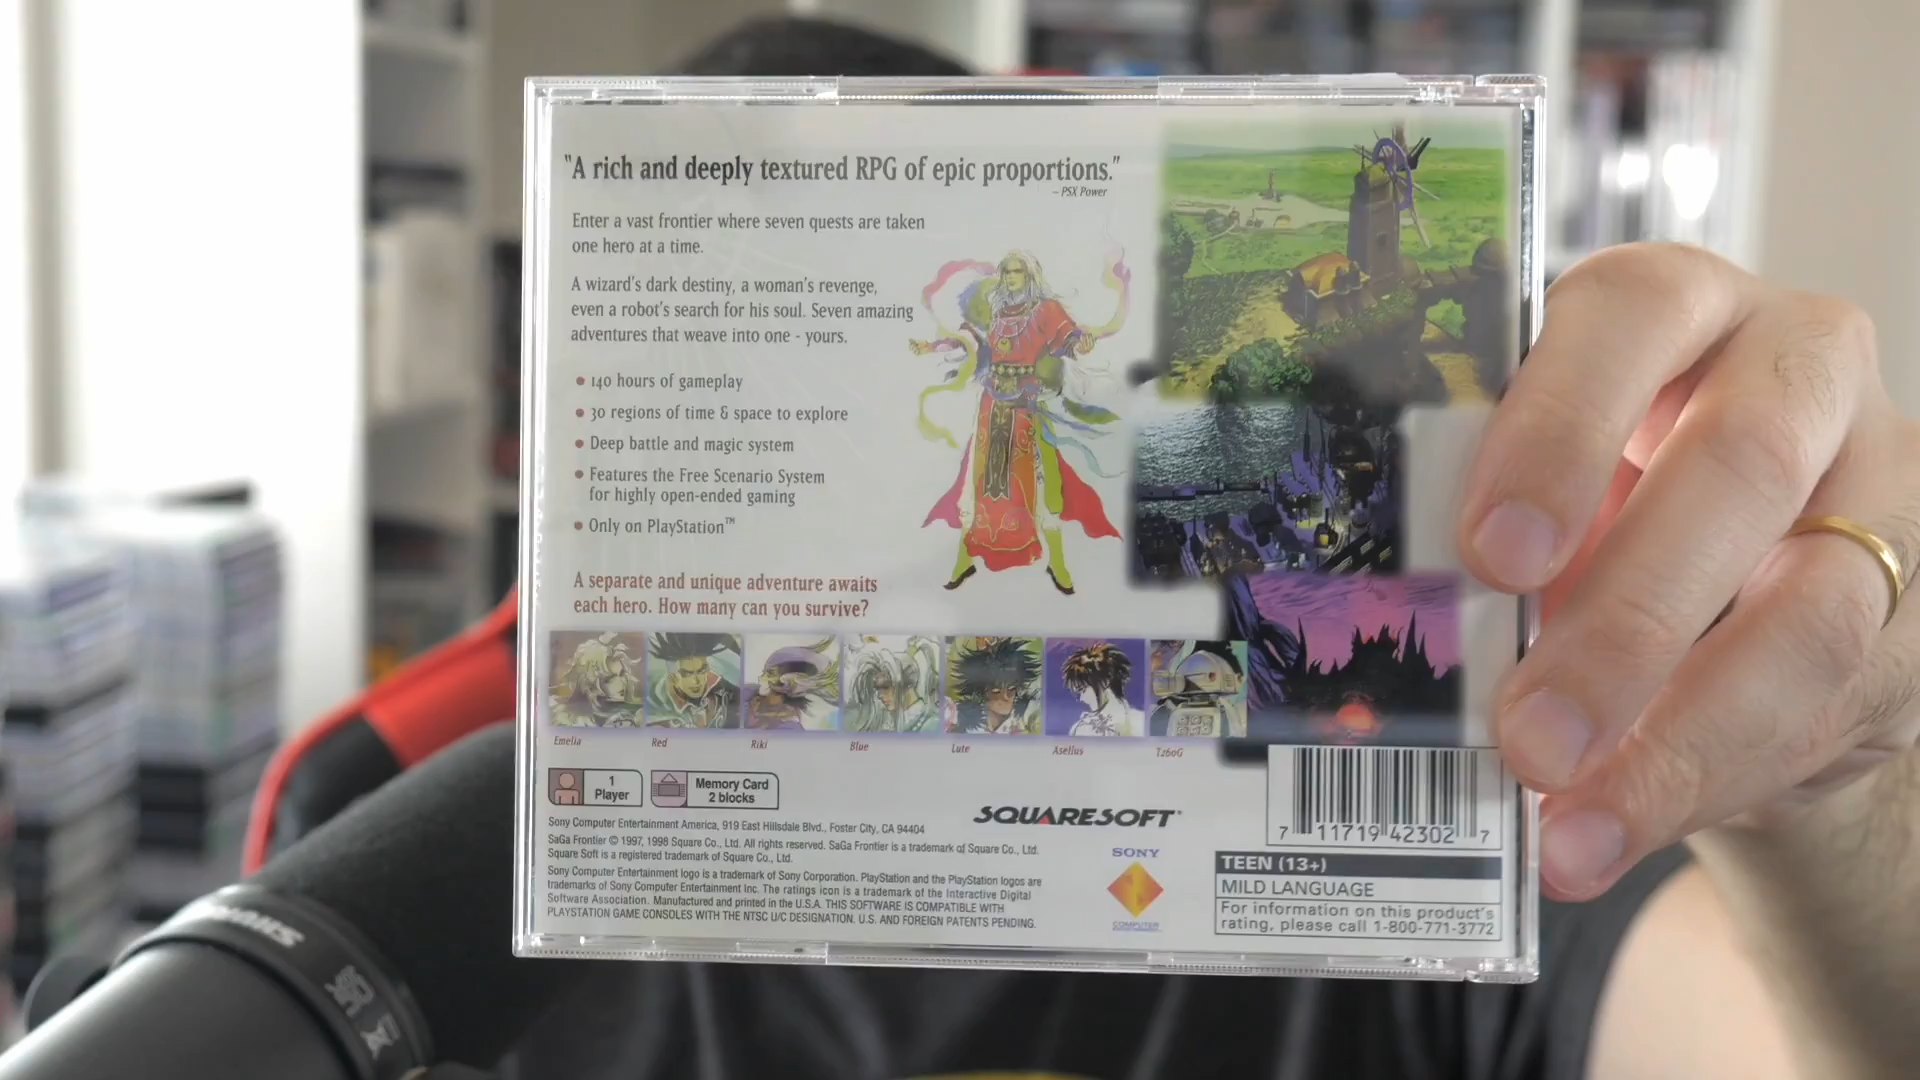 "A rich and deeply textured RPG of epic proportions."
– PSX Power
Enter a vast frontier where seven quests are taken
one hero at a time.
A wizard's dark destiny, a woman's revenge,
even a robot's search for his soul. Seven amazing
adventures that weave into one - yours.
• 140 hours of gameplay
• 30 regions of time & space to explore
• Deep battle and magic system
• Features the Free Scenario System
for highly open-ended gaming
• Only on PlayStation™
A separate and unique adventure awaits
each hero. How many can you survive?
Emelia Red Riki Blue Lute Asellus T260G
1
Player
Memory Card
2 blocks
Sony Computer Entertainment America, 919 East Hillsdale Blvd., Foster City, CA 94404
SaGa Frontier © 1997, 1998 Square Co., Ltd. All rights reserved. SaGa Frontier is a trademark of Square Co., Ltd.
Square Soft is a registered trademark of Square Co., Ltd.
Sony Computer Entertainment logo is a trademark of Sony Corporation. PlayStation and the PlayStation logos are
trademarks of Sony Computer Entertainment Inc. The ratings icon is a trademark of the Interactive Digital
Software Association. Manufactured and printed in the U.S.A. THIS SOFTWARE IS COMPATIBLE WITH
PLAYSTATION GAME CONSOLES WITH THE NTSC U/C DESIGNATION. U.S. AND FOREIGN PATENTS PENDING.
SQUARESOFT
SONY
COMPUTER
7 11719 42302 7
TEEN (13+)
MILD LANGUAGE
For information on this product's
rating, please call 1-800-771-3772